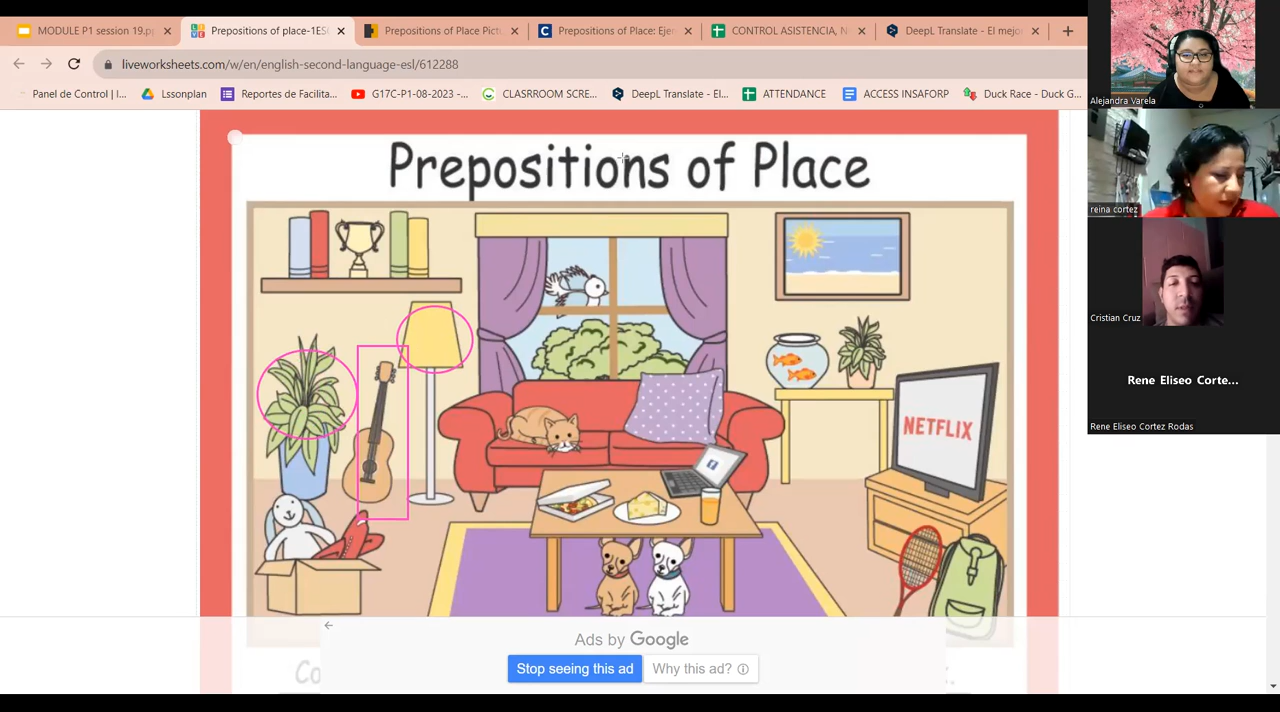 MODULE P1 session 19.p
Prepositions of place-1ES
Prepositions of Place Pict
Prepositions of Place: Ejer
CONTROL ASISTENCIA, N
DeepL Translate - El mejo
liveworksheets.com/w/en/english-second-language-esl/612288
Panel de Control | I...
Lssonplan
Reportes de Facilita...
G17C-P1-08-2023 -...
CLASRROOM SCRE...
DeepL Translate - El...
ATTENDANCE
ACCESS INSAFORP
Duck Race - Duck G...
Alejandra Varela
reina cortez
Cristian Cruz
Rene Eliseo Corte...
Rene Eliseo Cortez Rodas
Prepositions of Place
NETFLIX
f
Ads by Google
Stop seeing this ad
Why this ad?